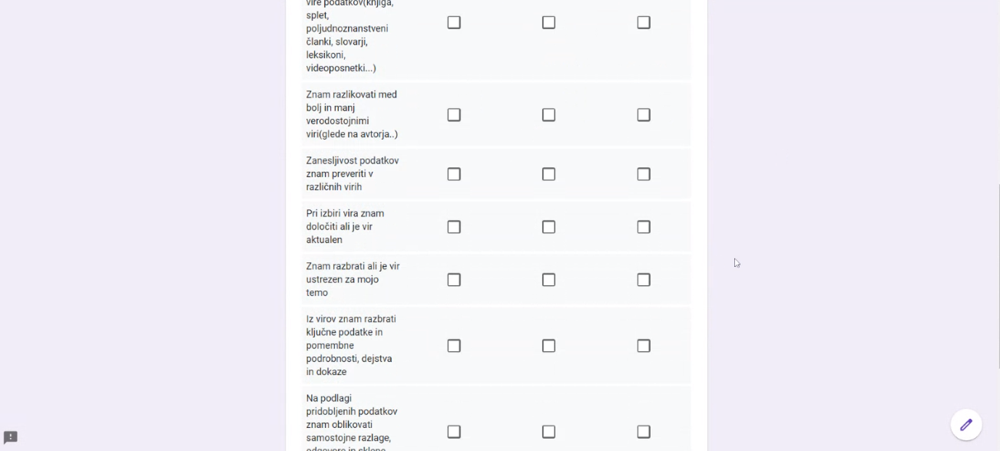 vire podatkov(knjiga,
splet,
poljudnoznanstveni
članki, slovarji,
leksikoni,
videoposnetki...)
Znam razlikovati med
bolj in manj
verodostojnimi
viri(glede na avtorja..)
Zanesljivost podatkov
znam preveriti v
različnih virih
Pri izbiri vira znam
določiti ali je vir
aktualen
Znam razbrati ali je vir
ustrezen za mojo
temo
Iz virov znam razbrati
ključne podatke in
pomembne
podrobnosti, dejstva
in dokaze
Na podlagi
pridobljenih podatkov
znam oblikovati
samostojne razlage,
odgovore in sklepe